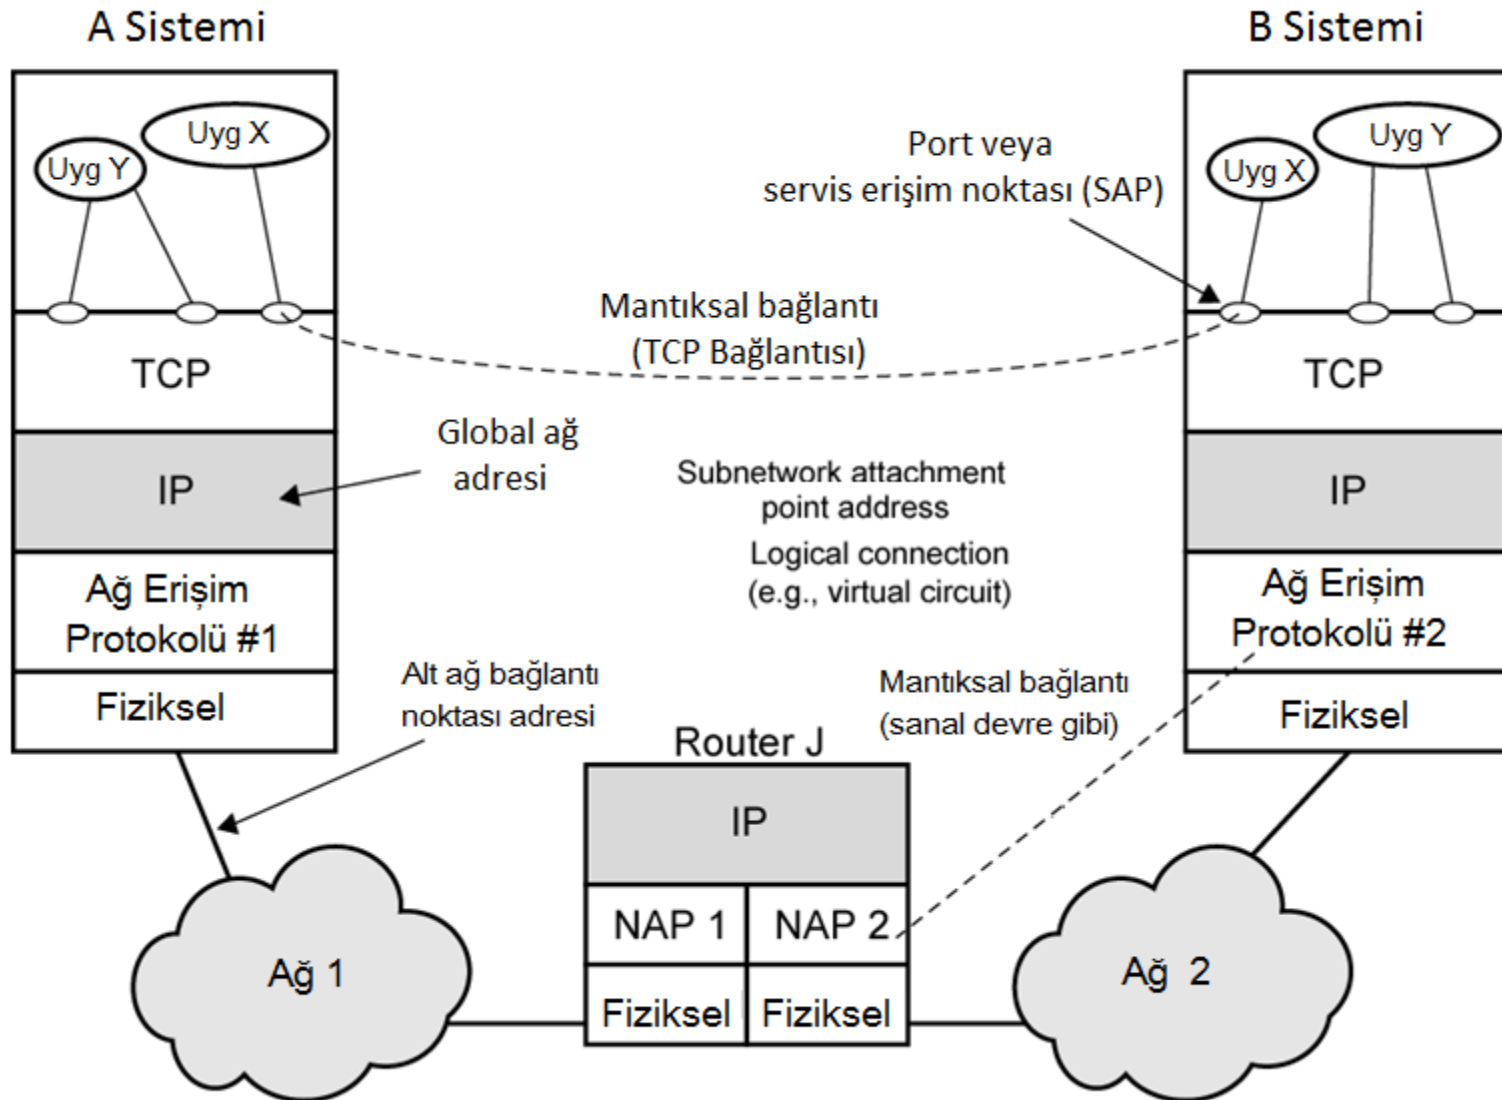 A Sistemi
B Sistemi
Uyg X
Uyg Y
Uyg Y
Uyg X
Port veya
servis erişim noktası (SAP)
Mantıksal bağlantı
(TCP Bağlantısı)
TCP
TCP
Global ağ
adresi
IP
IP
Subnetwork attachment
point address
Logical connection
(e.g., virtual circuit)
Ağ Erişim
Protokolü #1
Ağ Erişim
Protokolü #2
Alt ağ bağlantı
noktası adresi
Mantıksal bağlantı
(sanal devre gibi)
Fiziksel
Fiziksel
Router J
IP
NAP 1
NAP 2
Fiziksel
Fiziksel
Ağ 1
Ağ 2